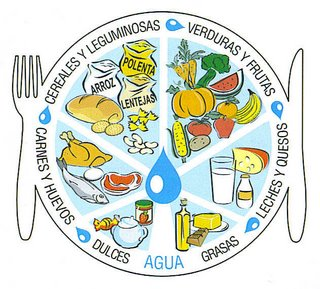 CEREALES Y LEGUMINOSAS
VERDURAS Y FRUTAS
POLENTA
ARROZ
LENTEJAS
CARNES Y HUEVOS
LECHES Y QUESOS
DULCES
AGUA
GRASAS